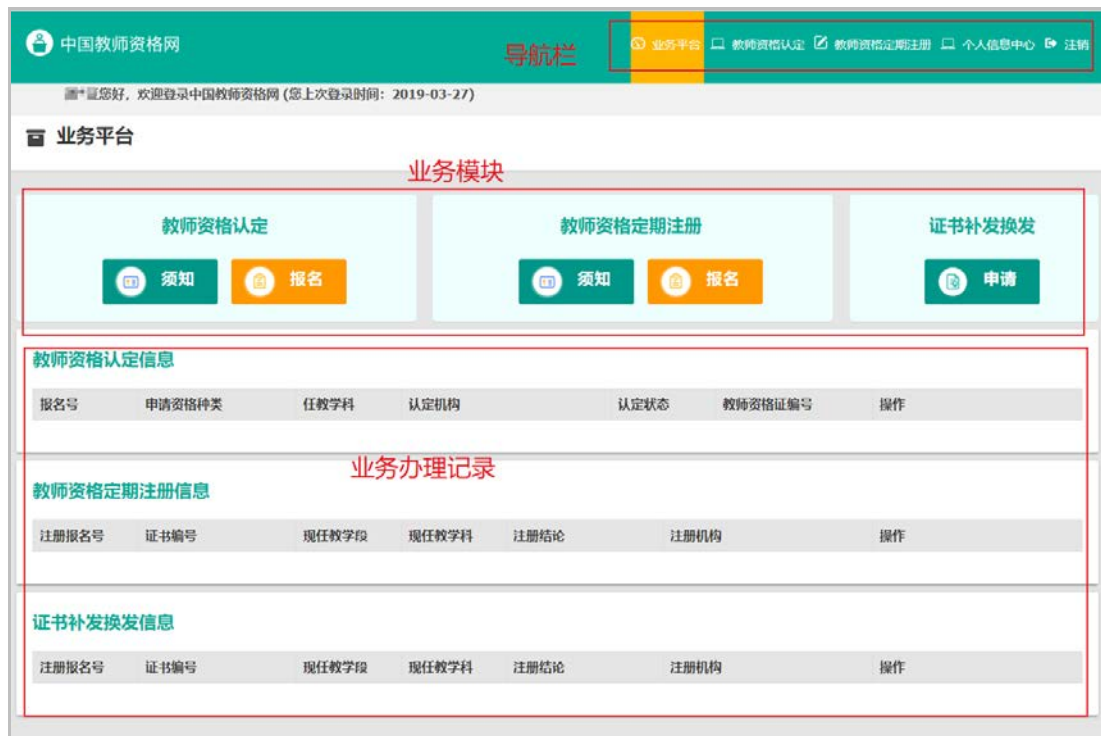 中国教师资格网
导航栏
业务平台 教师资格认定 教师资格定期注册 个人信息中心 注销
您好，欢迎登录中国教师资格网 (您上次登录时间：2019-03-27)
业务平台
业务模块
教师资格认定 教师资格定期注册 证书补发换发
须知 报名 须知 报名 申请
教师资格认定信息
报名号 申请资格种类 任教学科 认定机构 认定状态 教师资格证编号 操作
业务办理记录
教师资格定期注册信息
注册报名号 证书编号 现任教学段 现任教学科 注册结论 注册机构 操作
证书补发换发信息
注册报名号 证书编号 现任教学段 现任教学科 注册结论 注册机构 操作